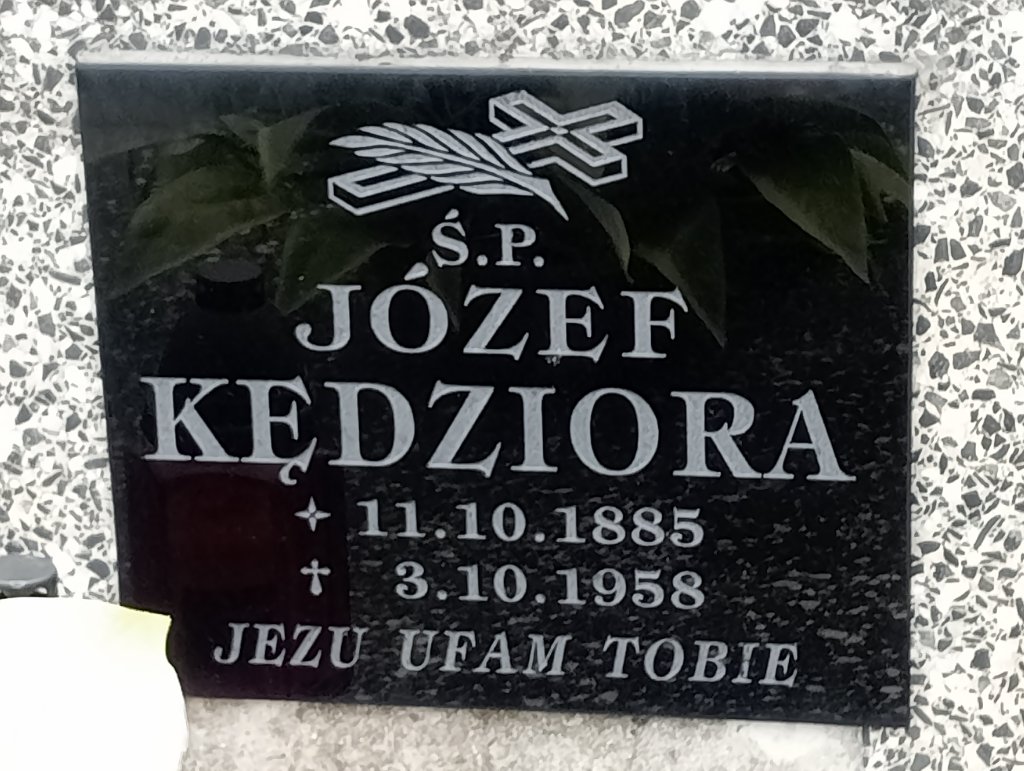 Ś.P.
JÓZEF
KĘDZIORA
11.10.1885
3.10.1958
JEZU UFAM TOBIE